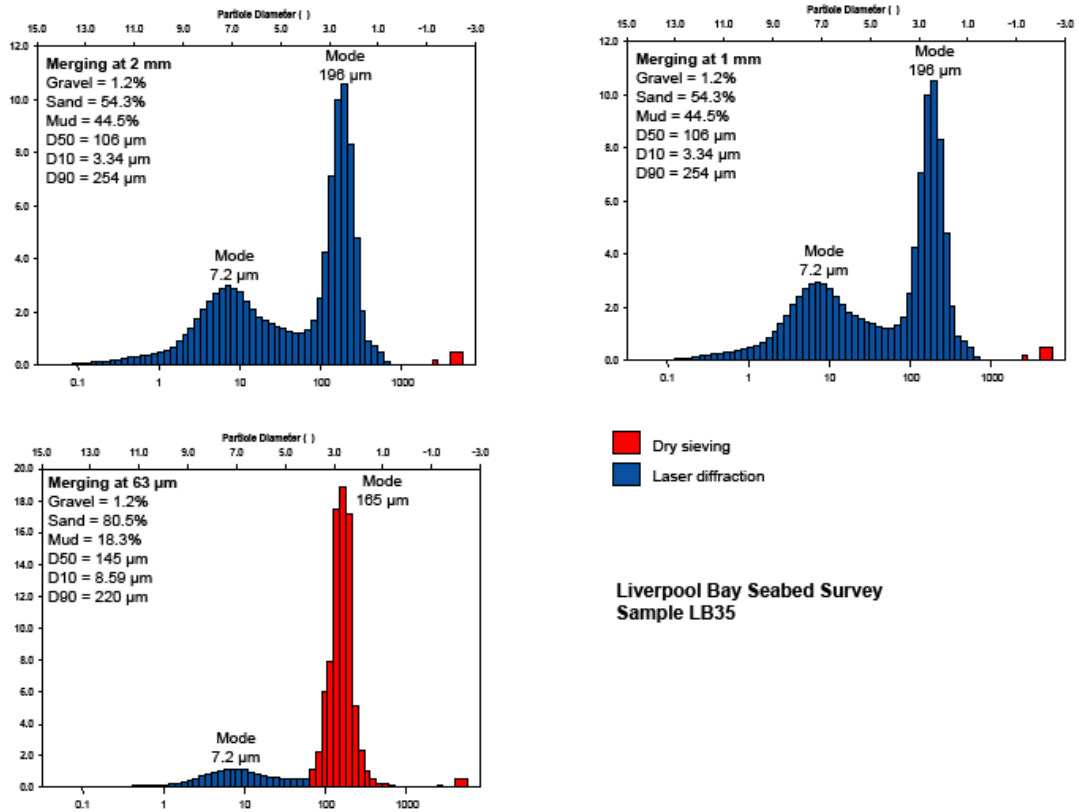 Particle Diameter ( )
15.0 13.0 11.0 9.0 7.0 5.0 3.0 1.0 -1.0 -3.0
12.0
10.0
8.0
6.0
4.0
2.0
0.0
Merging at 2 mm
Gravel = 1.2%
Sand = 54.3%
Mud = 44.5%
D50 = 106 µm
D10 = 3.34 µm
D90 = 254 µm
Mode
196 µm
Mode
7.2 µm
0.1 1 10 100 1000
Particle Diameter ( )
15.0 13.0 11.0 9.0 7.0 5.0 3.0 1.0 -1.0 -3.0
12.0
10.0
8.0
6.0
4.0
2.0
0.0
Merging at 1 mm
Gravel = 1.2%
Sand = 54.3%
Mud = 44.5%
D50 = 106 µm
D10 = 3.34 µm
D90 = 254 µm
Mode
196 µm
Mode
7.2 µm
0.1 1 10 100 1000
Particle Diameter ( )
15.0 13.0 11.0 9.0 7.0 5.0 3.0 1.0 -1.0 -3.0
20.0
18.0
16.0
14.0
12.0
10.0
8.0
6.0
4.0
2.0
0.0
Merging at 63 µm
Gravel = 1.2%
Sand = 80.5%
Mud = 18.3%
D50 = 145 µm
D10 = 8.59 µm
D90 = 220 µm
Mode
165 µm
Mode
7.2 µm
0.1 1 10 100 1000
Dry sieving
Laser diffraction
Liverpool Bay Seabed Survey
Sample LB35